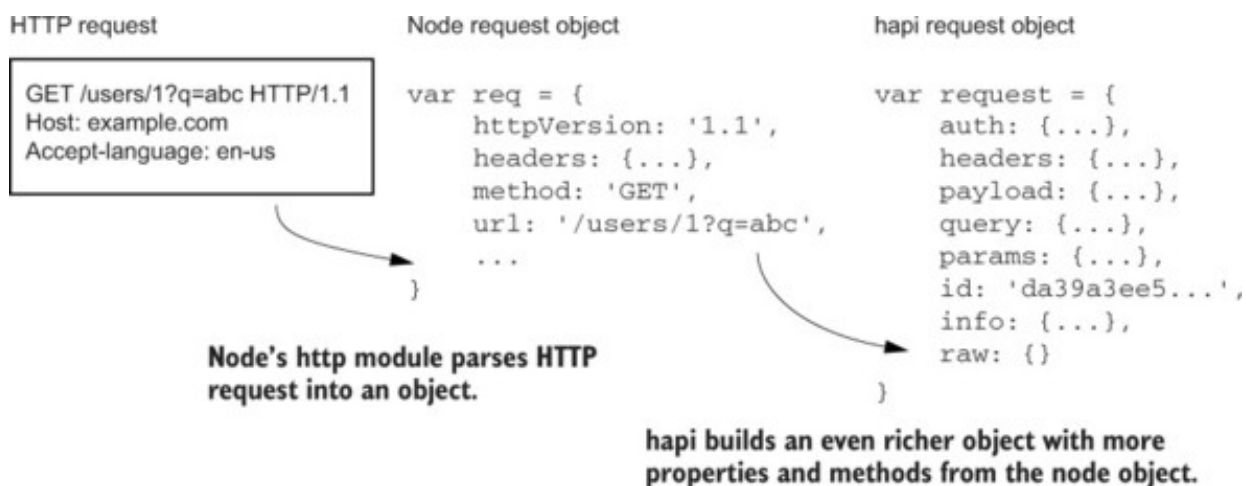 HTTP request
GET /users/1?q=abc HTTP/1.1
Host: example.com
Accept-language: en-us
Node request object
var req = {
    httpVersion: '1.1',
    headers: {...},
    method: 'GET',
    url: '/users/1?q=abc',
    ...
}
Node's http module parses HTTP
request into an object.
hapi request object
var request = {
    auth: {...},
    headers: {...},
    payload: {...},
    query: {...},
    params: {...},
    id: 'da39a3ee5...',
    info: {...},
    raw: {}
}
hapi builds an even richer object with more
properties and methods from the node object.